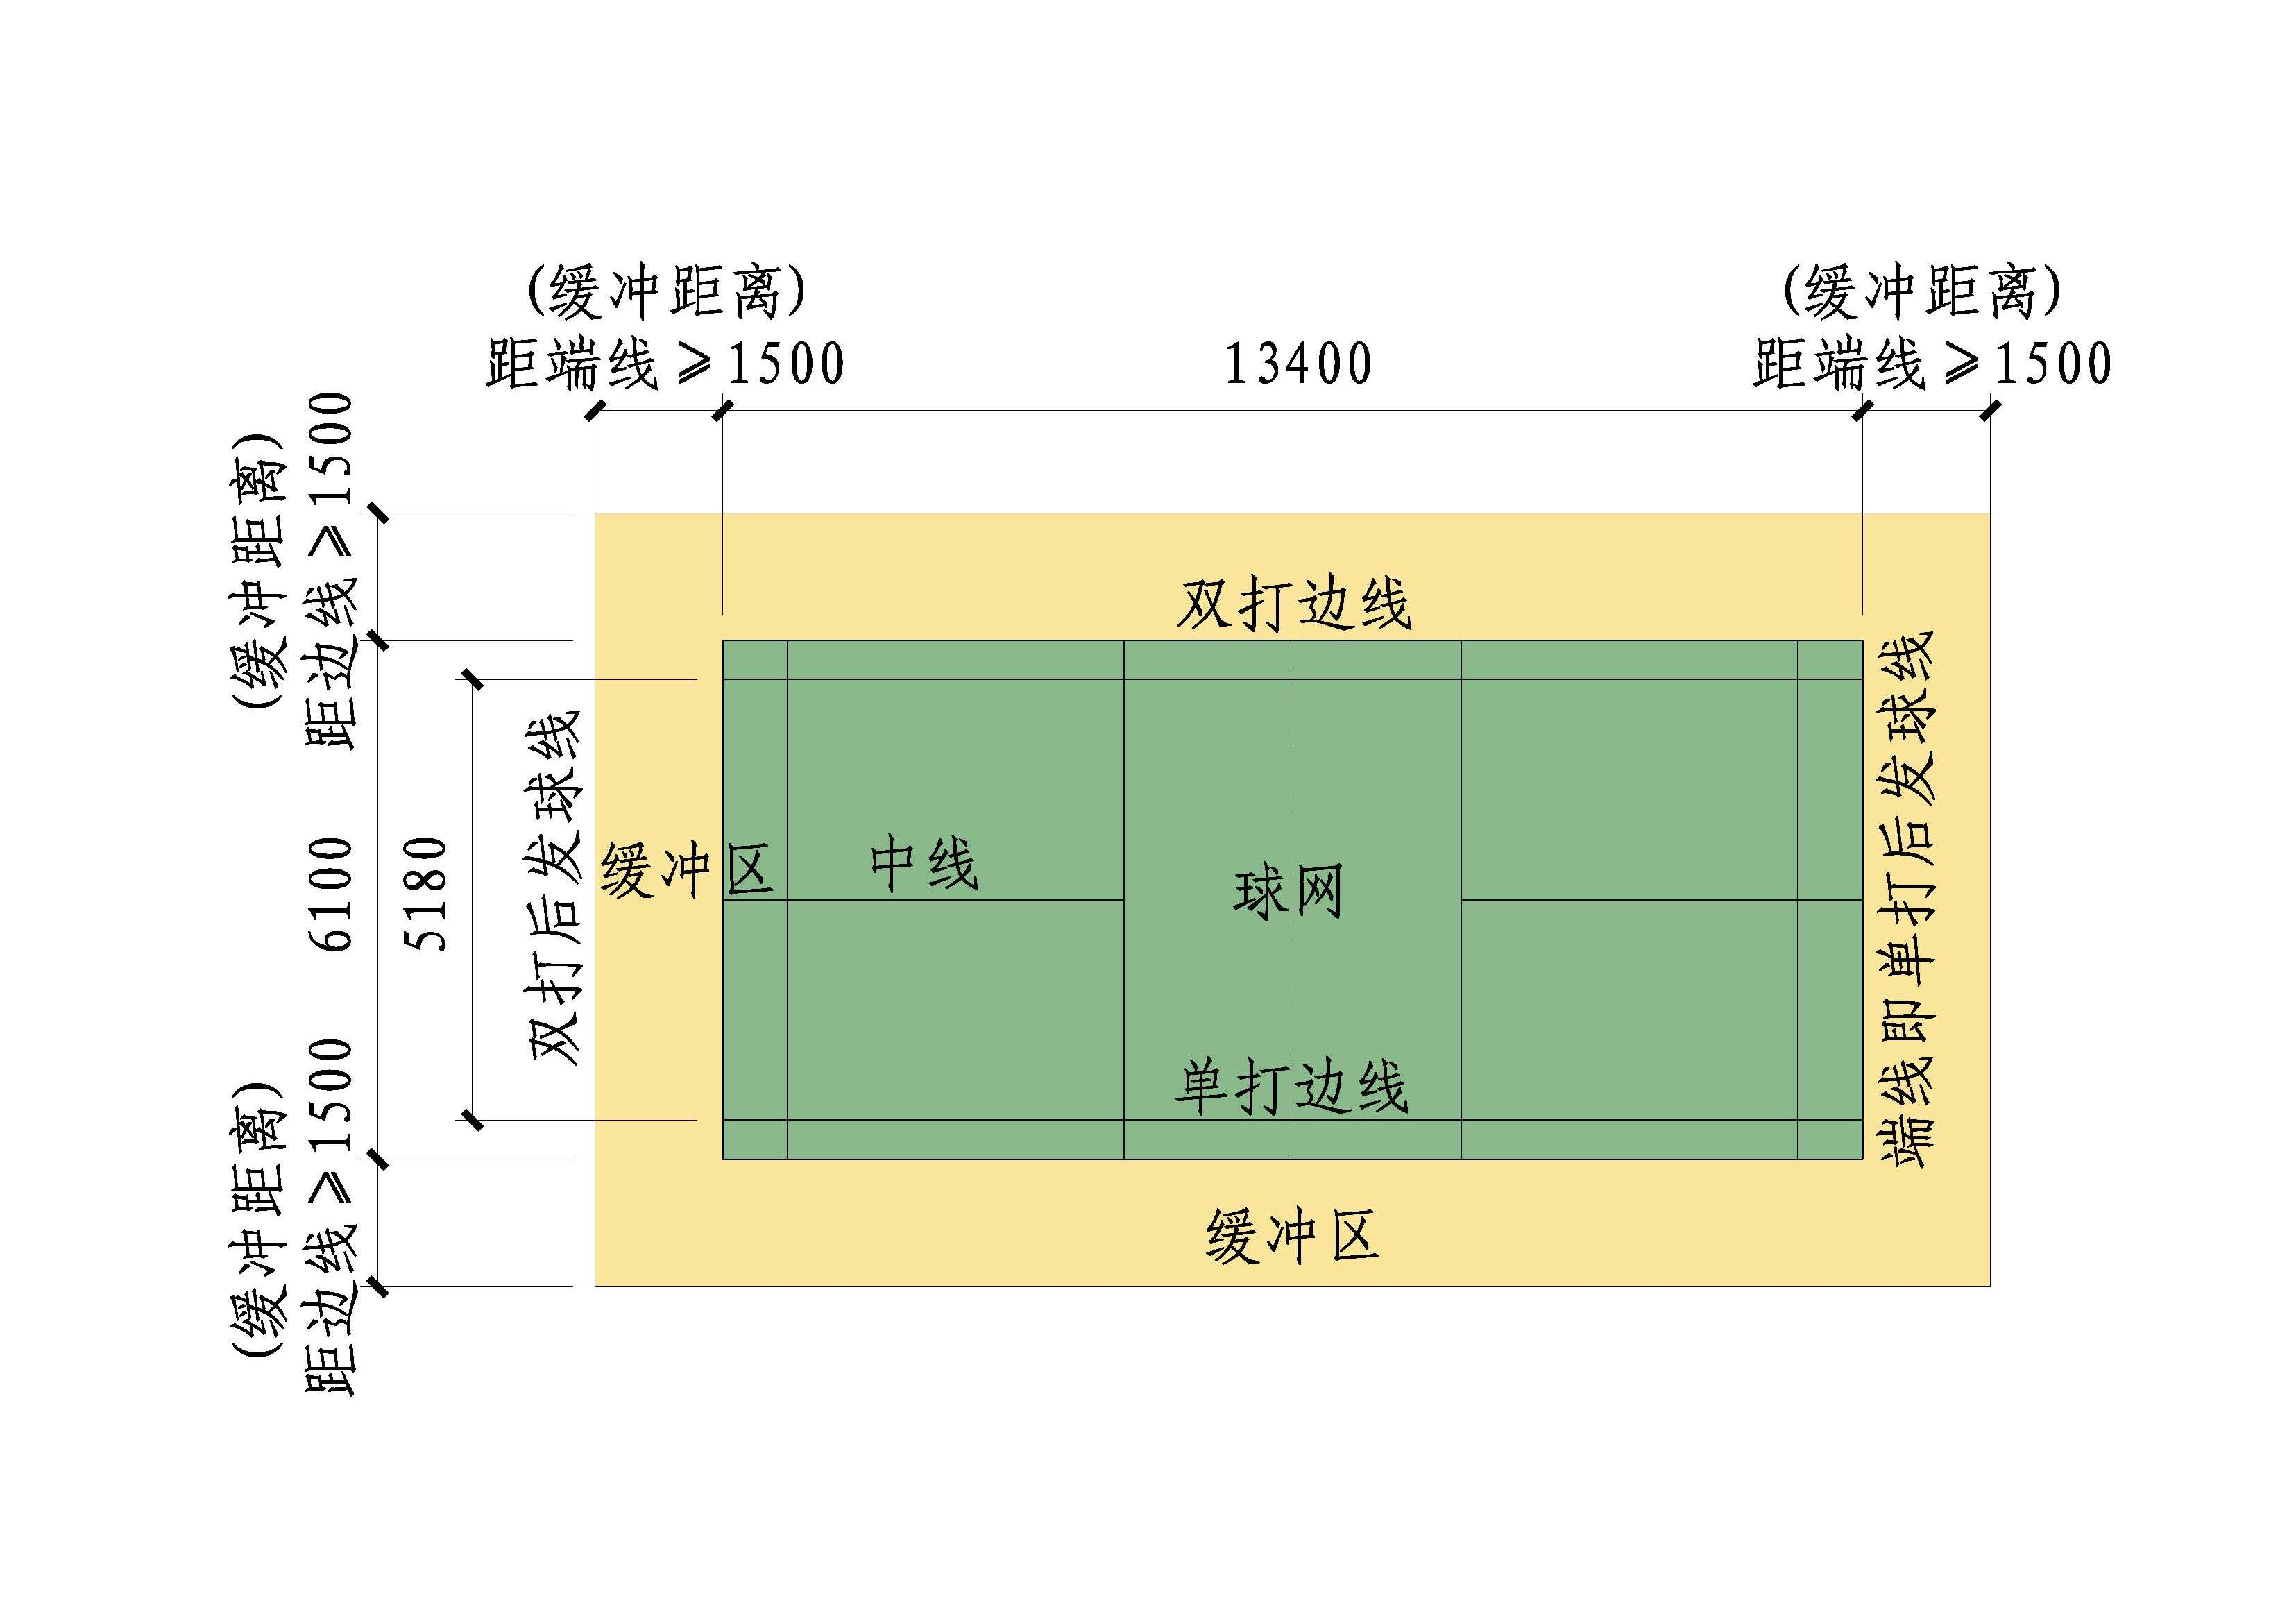 (缓冲距离)
距端线≥1500
13400
(缓冲距离)
距端线≥1500
(缓冲距离)
距边线≥1500
6100
5180
(缓冲距离)
距边线≥1500
双打边线
双打后发球线
缓冲区
中线
球网
单打边线
端线即单打后发球线
缓冲区